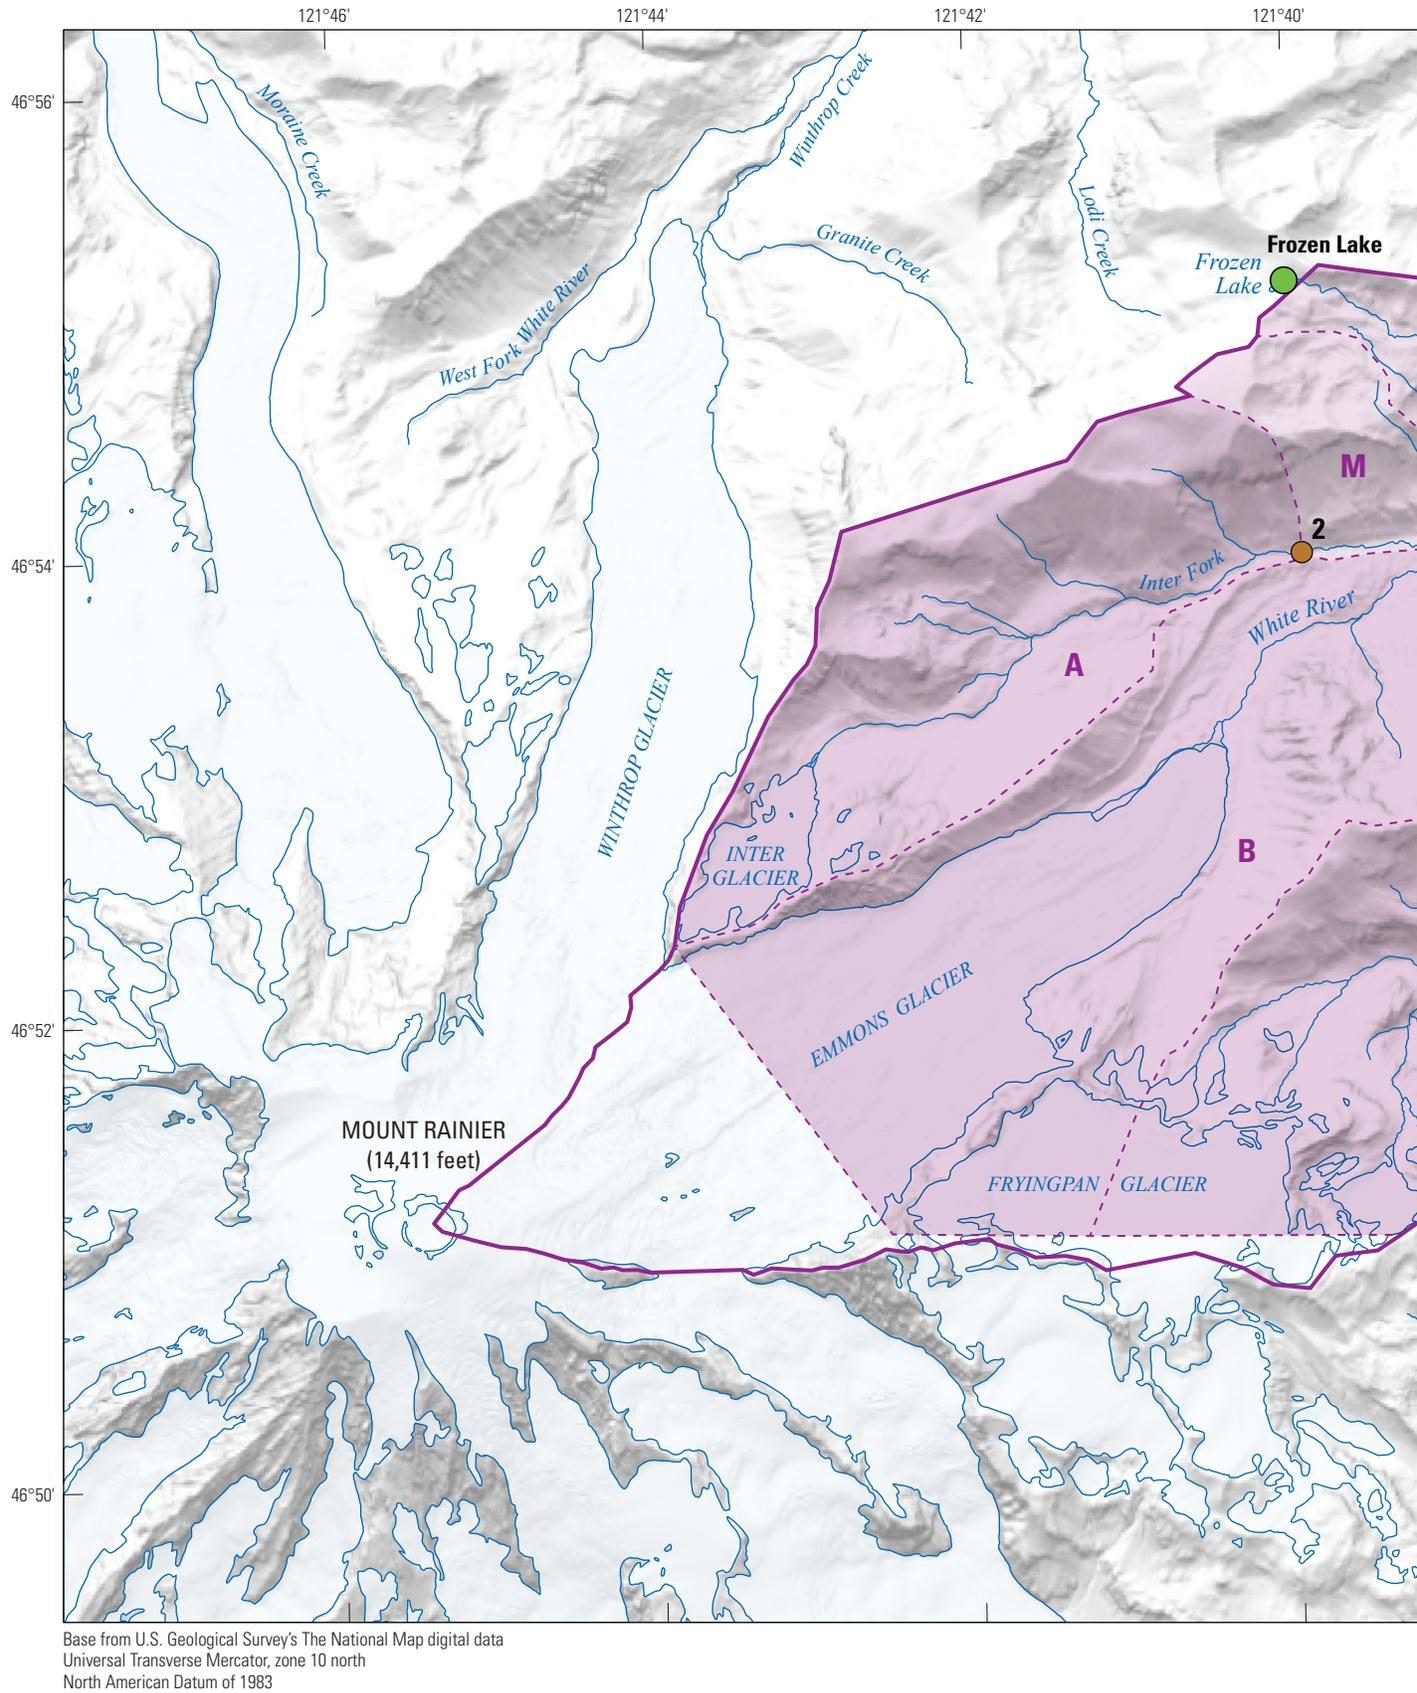 121°46'
121°44'
121°42'
121°40'
46°56'
Moraine Creek
Winthrop Creek
Lodi Creek
Granite Creek
Frozen Lake
Frozen
Lake
West Fork White River
M
2
46°54'
Inter Fork
White River
A
WINTHROP GLACIER
INTER
GLACIER
B
EMMONS GLACIER
46°52'
MOUNT RAINIER
(14,411 feet)
FRYINGPAN GLACIER
46°50'
Base from U.S. Geological Survey's The National Map digital data
Universal Transverse Mercator, zone 10 north
North American Datum of 1983